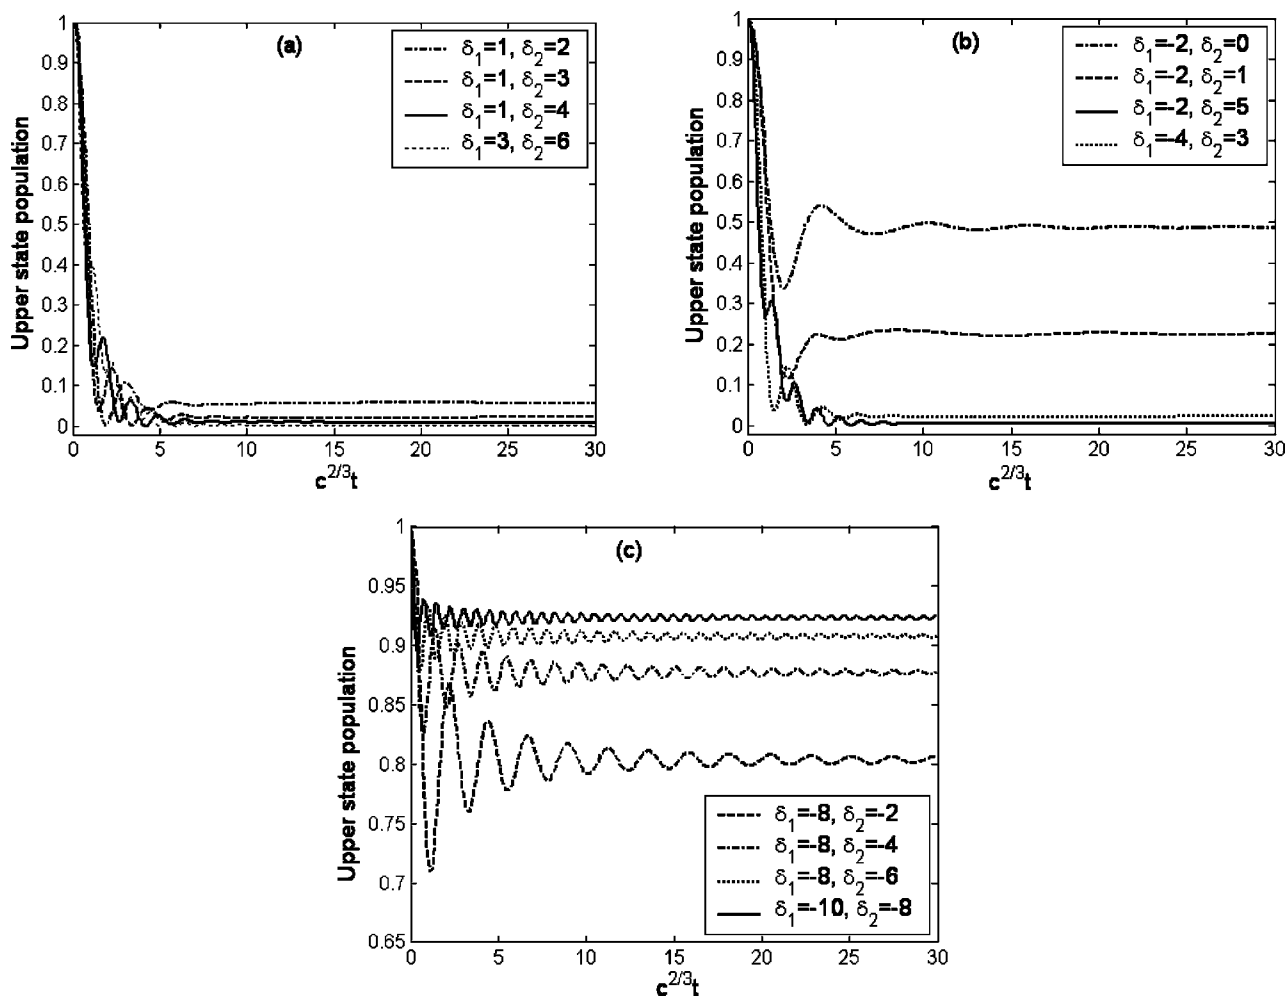 (a)
Upper state population
1
0.9
0.8
0.7
0.6
0.5
0.4
0.3
0.2
0.1
0
δ₁=1, δ₂=2
δ₁=1, δ₂=3
δ₁=1, δ₂=4
δ₁=3, δ₂=6
0 5 10 15 20 25 30
c^{2/3}t
(b)
Upper state population
1
0.9
0.8
0.7
0.6
0.5
0.4
0.3
0.2
0.1
0
δ₁=-2, δ₂=0
δ₁=-2, δ₂=1
δ₁=-2, δ₂=5
δ₁=-4, δ₂=3
0 5 10 15 20 25 30
c^{2/3}t
(c)
Upper state population
1
0.95
0.9
0.85
0.8
0.75
0.7
0.65
δ₁=-8, δ₂=-2
δ₁=-8, δ₂=-4
δ₁=-8, δ₂=-6
δ₁=-10, δ₂=-8
0 5 10 15 20 25 30
c^{2/3}t